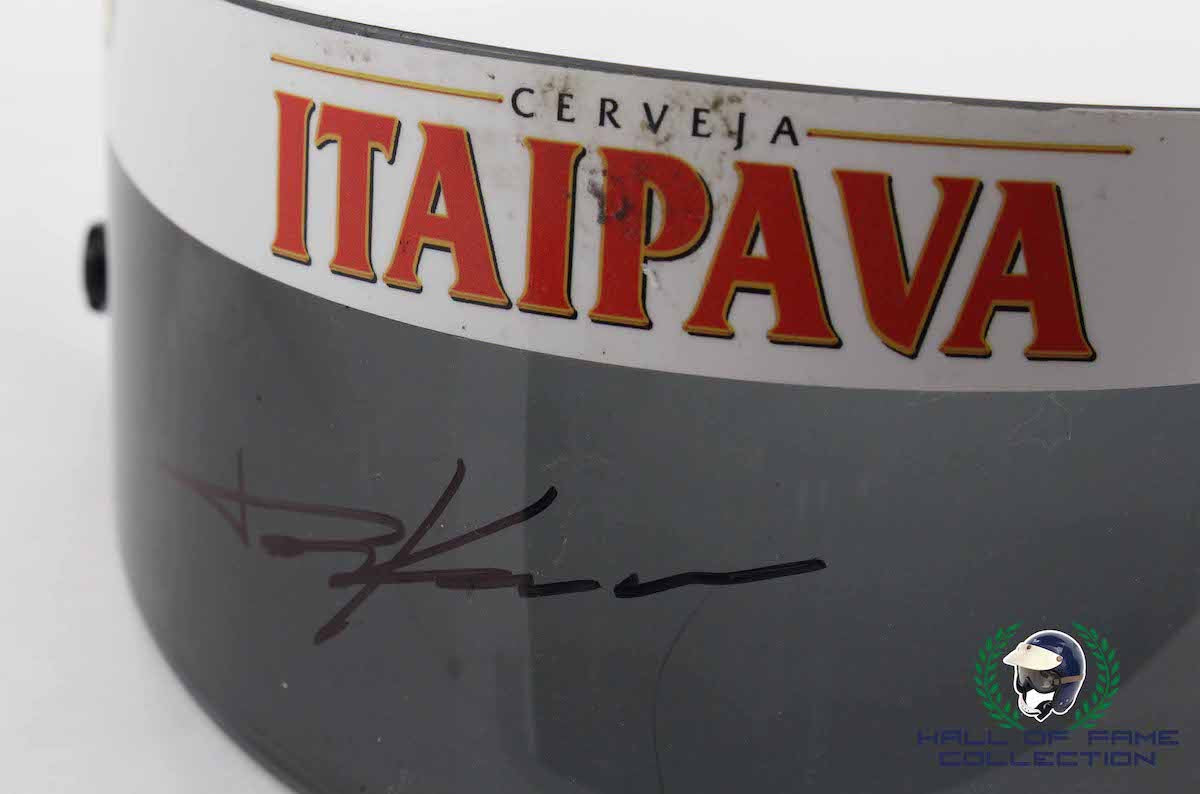 CERVEJA
ITAIPAVA
HALL OF FAME
COLLECTION